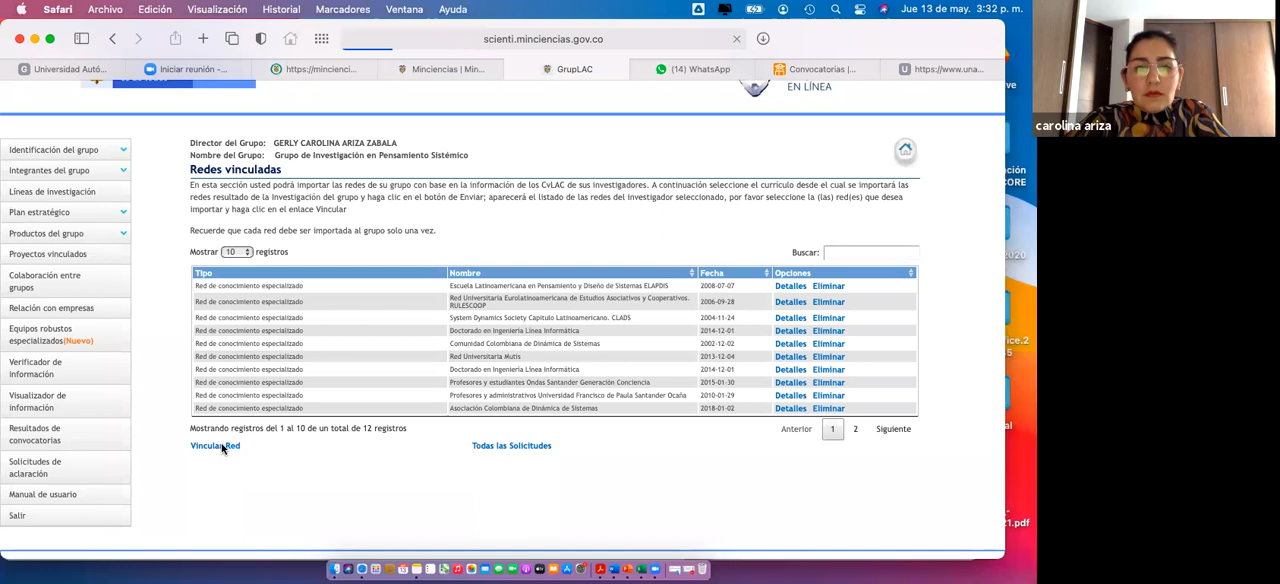 Safari Archivo Edición Visualización Historial Marcadores Ventana Ayuda Jue 13 de may. 3:32 p. m.
scienti.minciencias.gov.co
Universidad Autó... Iniciar reunión -... https://mincienci... Minciencias | Min... GrupLAC (14) WhatsApp Convocatorias |... https://www.una...
EN LÍNEA
carolina ariza
Identificación del grupo
Integrantes del grupo
Líneas de investigación
Plan estratégico
Productos del grupo
Proyectos vinculados
Colaboración entre
grupos
Relación con empresas
Equipos robustos
especializados(Nuevo)
Verificador de
información
Visualizador de
información
Resultados de
convocatorias
Solicitudes de
aclaración
Manual de usuario
Salir
Director del Grupo: GERLY CAROLINA ARIZA ZABALA
Nombre del Grupo: Grupo de Investigación en Pensamiento Sistémico
Redes vinculadas
En esta sección usted podrá importar las redes de su grupo con base en la información de los CvLAC de sus investigadores. A continuación seleccione el currículo desde el cual se importará las
redes resultado de la Investigación del grupo y haga clic en el botón de Enviar; aparecerá el listado de las redes del investigador seleccionado, por favor seleccione la (las) red(es) que desea
importar y haga clic en el enlace Vincular
Recuerde que cada red debe ser importada al grupo solo una vez.
Mostrar 10 registros Buscar:
Tipo Nombre Fecha Opciones
Red de conocimiento especializado Escuela Latinoamericana en Pensamiento y Diseño de Sistemas ELAPDIS 2008-07-07 Detalles Eliminar
Red de conocimiento especializado Red Universitaria Eurolatinoamericana de Estudios Asociativos y Cooperativos. RULESCOOP 2006-09-28 Detalles Eliminar
Red de conocimiento especializado System Dynamics Society Capitulo Latinoamericano. CLADS 2004-11-24 Detalles Eliminar
Red de conocimiento especializado Doctorado en Ingeniería Línea Informática 2014-12-01 Detalles Eliminar
Red de conocimiento especializado Comunidad Colombiana de Dinámica de Sistemas 2002-12-02 Detalles Eliminar
Red de conocimiento especializado Red Universitaria Mutis 2013-12-04 Detalles Eliminar
Red de conocimiento especializado Doctorado en Ingeniería Línea Informática 2014-12-01 Detalles Eliminar
Red de conocimiento especializado Profesores y estudiantes Ondas Santander Generación Conciencia 2015-01-30 Detalles Eliminar
Red de conocimiento especializado Profesores y administrativos Universidad Francisco de Paula Santander Ocaña 2010-01-29 Detalles Eliminar
Red de conocimiento especializado Asociación Colombiana de Dinámica de Sistemas 2018-01-02 Detalles Eliminar
Mostrando registros del 1 al 10 de un total de 12 registros Anterior 1 2 Siguiente
Vincular Red Todas las Solicitudes
ive
ción
CORE
2020
ice.2
5
21.pdf